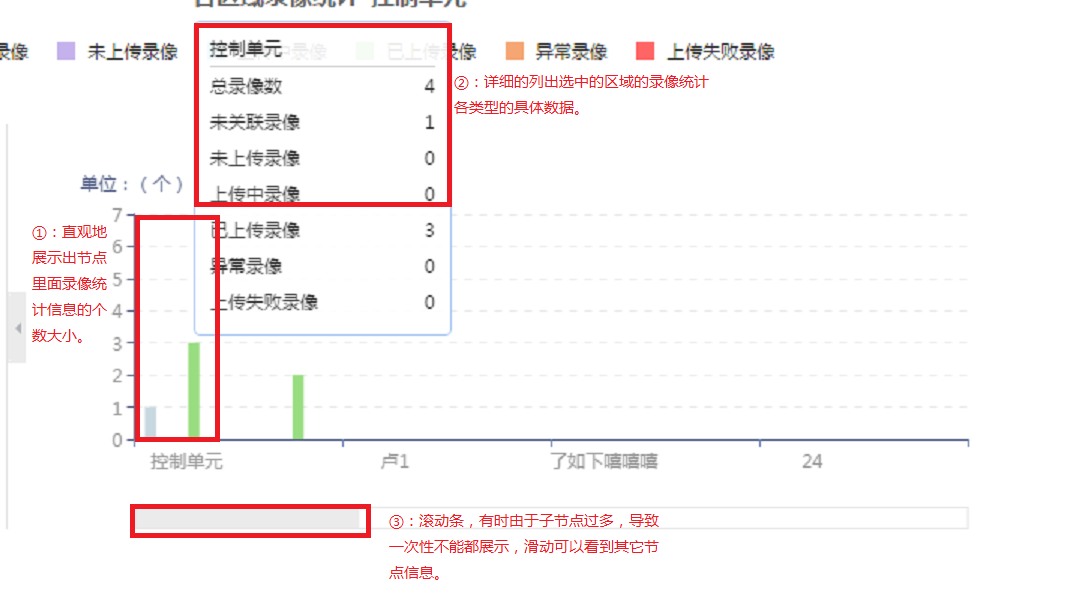 各区域录像统计-控制单元
录像
未上传录像
已上传录像
异常录像
上传失败录像
控制单元
总录像数 4
未关联录像 1
未上传录像 0
上传中录像 0
已上传录像 3
异常录像 0
上传失败录像 0
②：详细的列出选中的区域的录像统计
各类型的具体数据。
单位：（个）
7
6
5
4
3
2
1
0
①：直观地
展示出节点
里面录像统
计信息的个
数大小。
控制单元
卢1
了如下嘻嘻嘻
24
③：滚动条，有时由于子节点过多，导致
一次性不能都展示，滑动可以看到其它节
点信息。